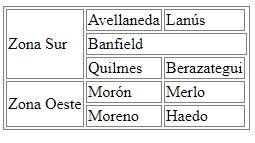 Zona Sur
Avellaneda Lanús
Banfield
Quilmes Berazategui
Zona Oeste
Morón Merlo
Moreno Haedo